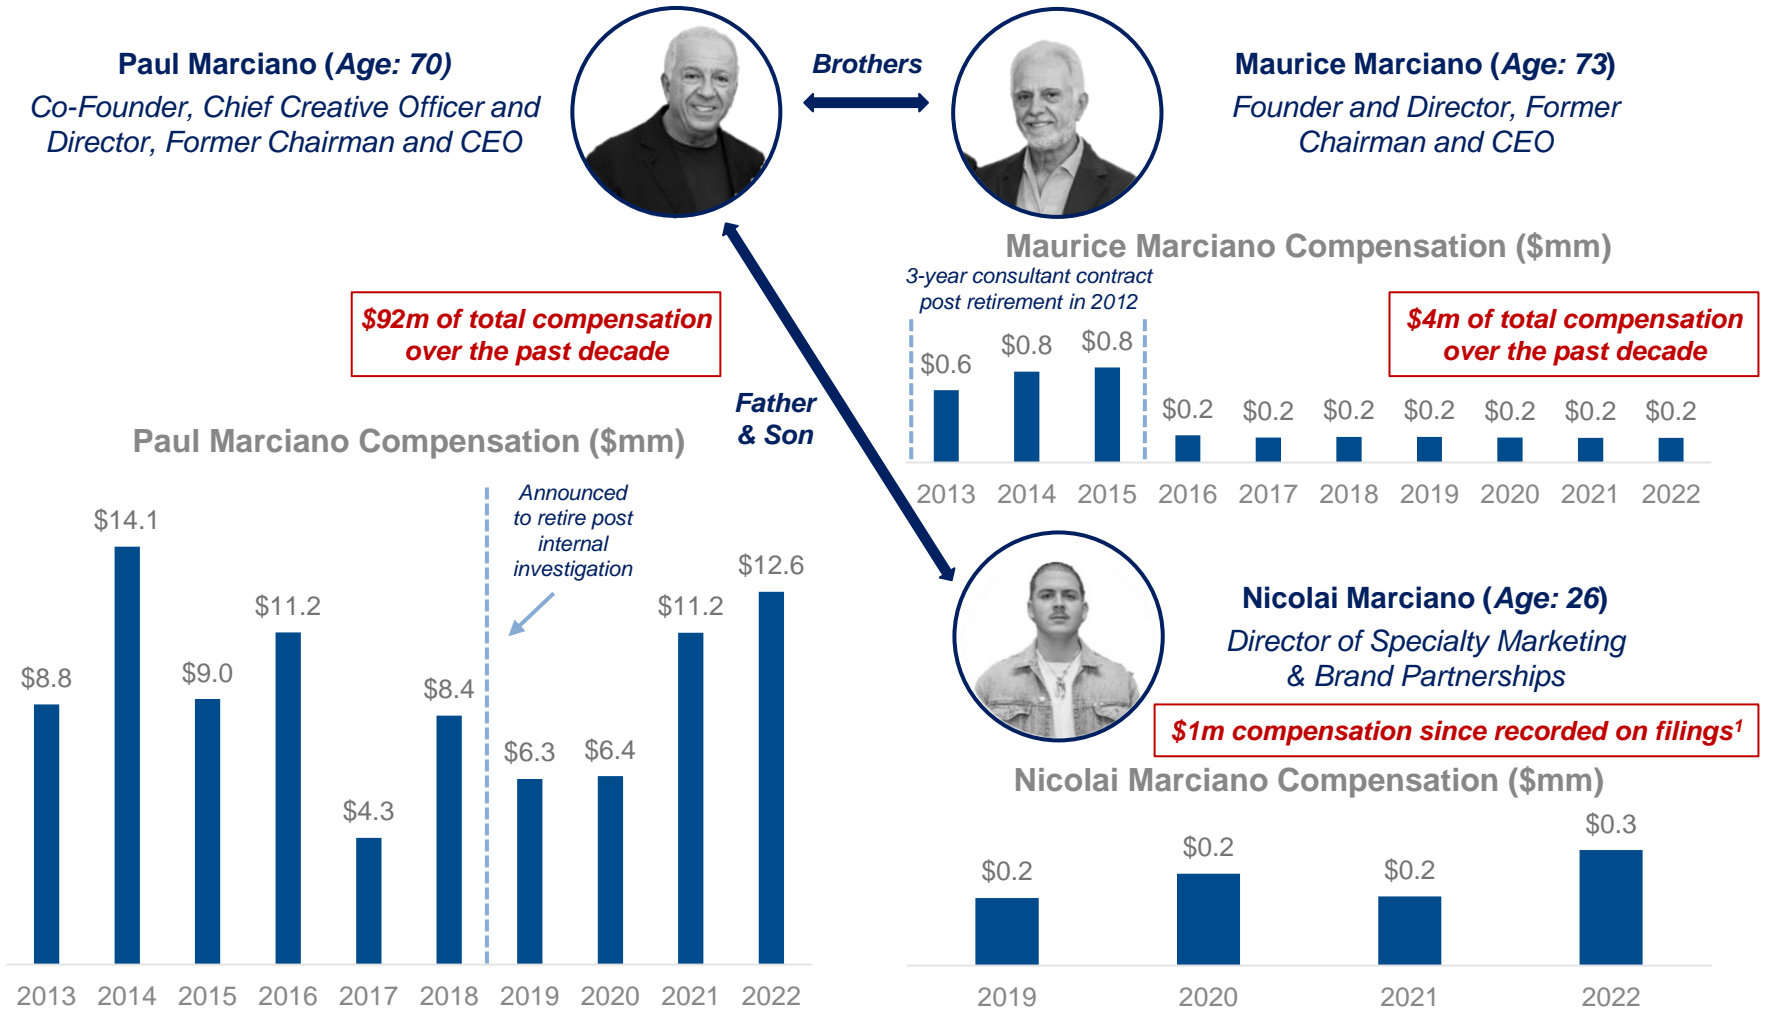 Paul Marciano (Age: 70)
Co-Founder, Chief Creative Officer and
Director, Former Chairman and CEO
Brothers
Maurice Marciano (Age: 73)
Founder and Director, Former
Chairman and CEO
$92m of total compensation
over the past decade
Father
& Son
Maurice Marciano Compensation ($mm)
3-year consultant contract
post retirement in 2012
$4m of total compensation
over the past decade
$0.6 $0.8 $0.8 $0.2 $0.2 $0.2 $0.2 $0.2 $0.2 $0.2
2013 2014 2015 2016 2017 2018 2019 2020 2021 2022
Paul Marciano Compensation ($mm)
Announced
to retire post
internal
investigation
$8.8 $14.1 $9.0 $11.2 $4.3 $8.4 $6.3 $6.4 $11.2 $12.6
2013 2014 2015 2016 2017 2018 2019 2020 2021 2022
Nicolai Marciano (Age: 26)
Director of Specialty Marketing
& Brand Partnerships
$1m compensation since recorded on filings¹
Nicolai Marciano Compensation ($mm)
$0.2 $0.2 $0.2 $0.3
2019 2020 2021 2022